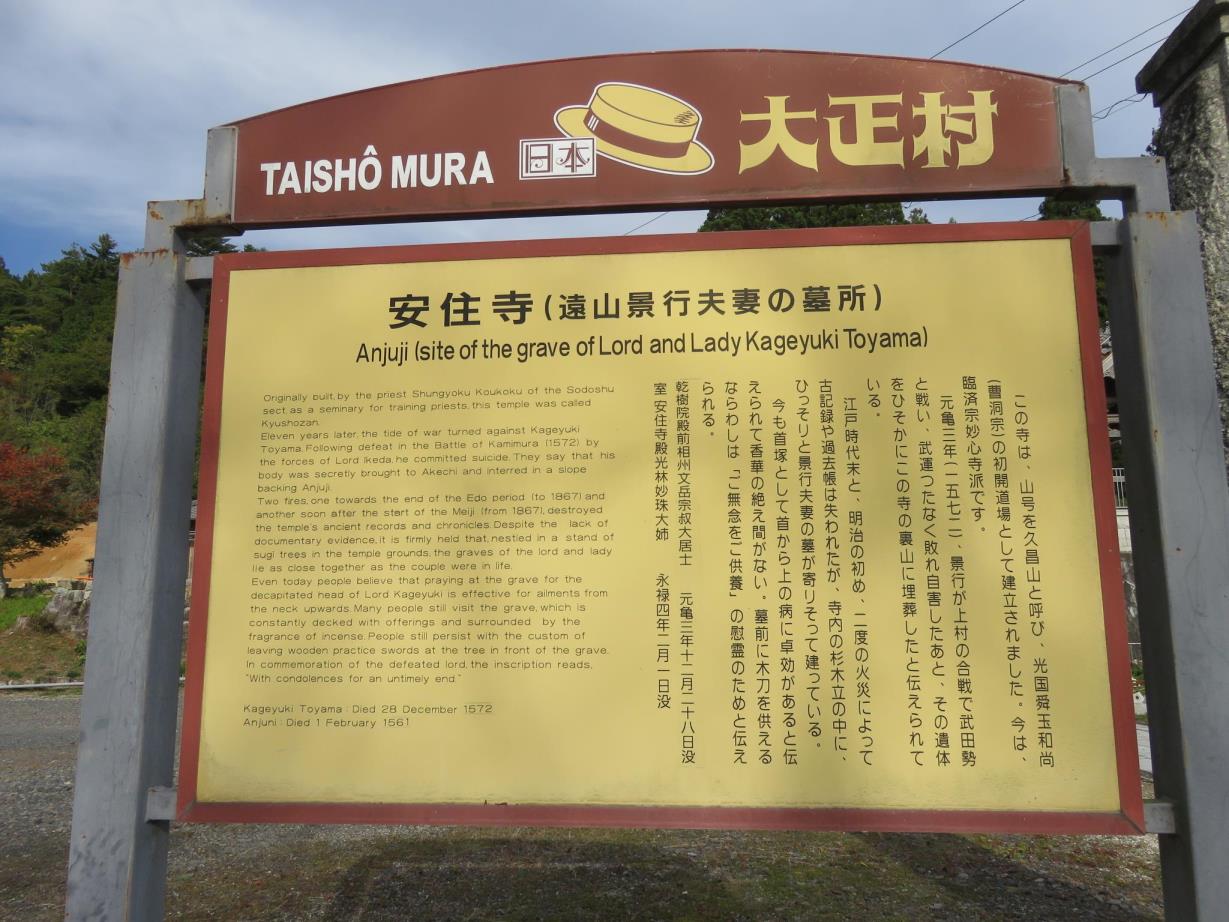 TAISHÔ MURA
日本
大正村
安住寺(遠山景行夫妻の墓所)
Anjuji (site of the grave of Lord and Lady Kageyuki Toyama)
Originally built, by the priest Shungyoku Koukoku of the Sodoshu
sect, as a seminary for training priests, this temple was called
Kyushozan.
Eleven years later, the tide of war turned against Kageyuki
Toyama. Following defeat in the Battle of Kamimura (1572) by
the forces of Lord Ikeda, he committed suicide. They say that his
body was secretly brought to Akechi and interred in a slope
backing Anjuji.
Two fires, one towards the end of the Edo period (to 1867) and
another soon after the start of the Meiji (from 1867), destroyed
the temple's ancient records and chronicles. Despite the lack of
documentary evidence, it is firmly held that, nestled in a stand of
sugi trees in the temple grounds, the graves of the lord and lady
lie as close together as the couple were in life.
Even today people believe that praying at the grave for the
decapitated head of Lord Kageyuki is effective for ailments from
the neck upwards. Many people still visit the grave, which is
constantly decked with offerings and surrounded by the
fragrance of incense. People still persist with the custom of
leaving wooden practice swords at the tree in front of the grave.
In commemoration of the defeated lord, the inscription reads,
"With condolences for an untimely end."
Kageyuki Toyama : Died 28 December 1572
Anjuni : Died 1 February 1561
この寺は、山号を久昌山と呼び、光国舜玉和尚
(曹洞宗)の初開道場として建立されました。今は、
臨済宗妙心寺派です。
元亀三年(一五七二)、景行が上村の合戦で武田勢
と戦い、武運つたなく敗れ自害したあと、その遺体
をひそかにこの寺の裏山に埋葬したと伝えられて
いる。
江戸時代末と、明治の初め、二度の火災によって
古記録や過去帳は失われたが、寺内の杉木立の中に、
ひっそりと景行夫妻の墓が寄りそって建っている。
今も首塚として首から上の病に卓効があると伝
えられて香華の絶え間がない。墓前に木刀を供える
ならわしは「ご無念をご供養」の慰霊のためと伝え
られる。
乾樹院殿前相州文岳宗叔大居士 元亀三年十二月二十八日没
室 安住寺殿光林妙珠大姉 永禄四年二月一日没